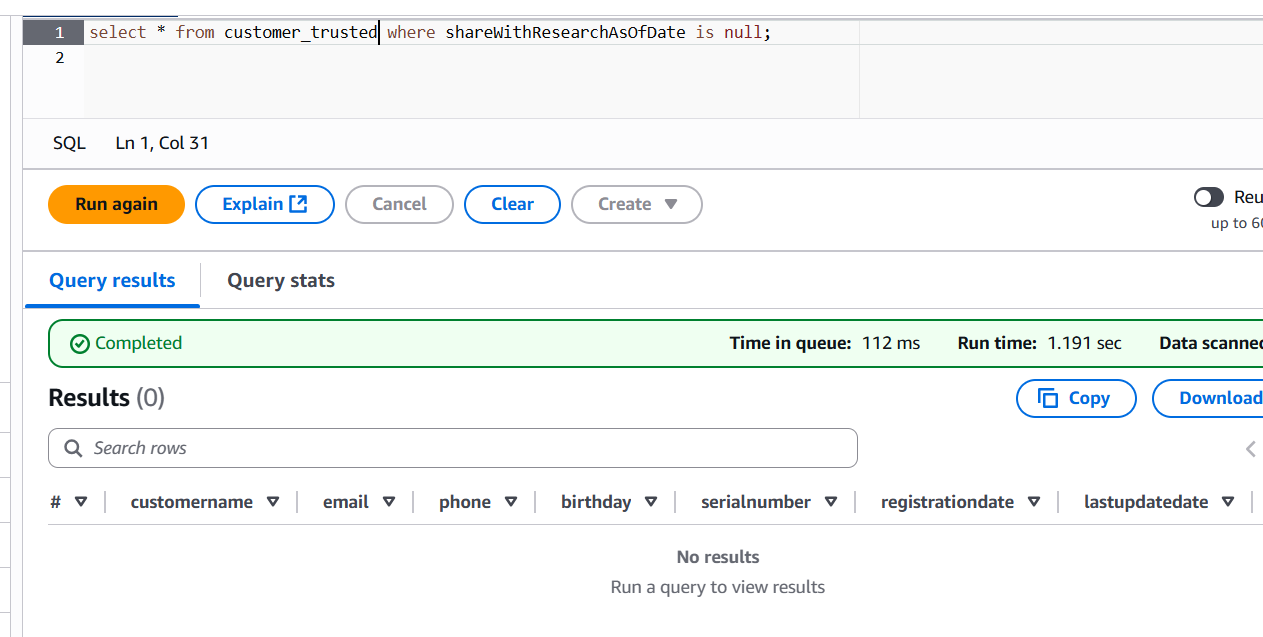 1 select * from customer_trusted where shareWithResearchAsOfDate is null;
2
SQL Ln 1, Col 31
Run again Explain Cancel Clear Create Reu
up to 60
Query results Query stats
Completed Time in queue: 112 ms Run time: 1.191 sec Data scanned
Results (0) Copy Download
Search rows
# customername email phone birthday serialnumber registrationdate lastupdatedate
No results
Run a query to view results